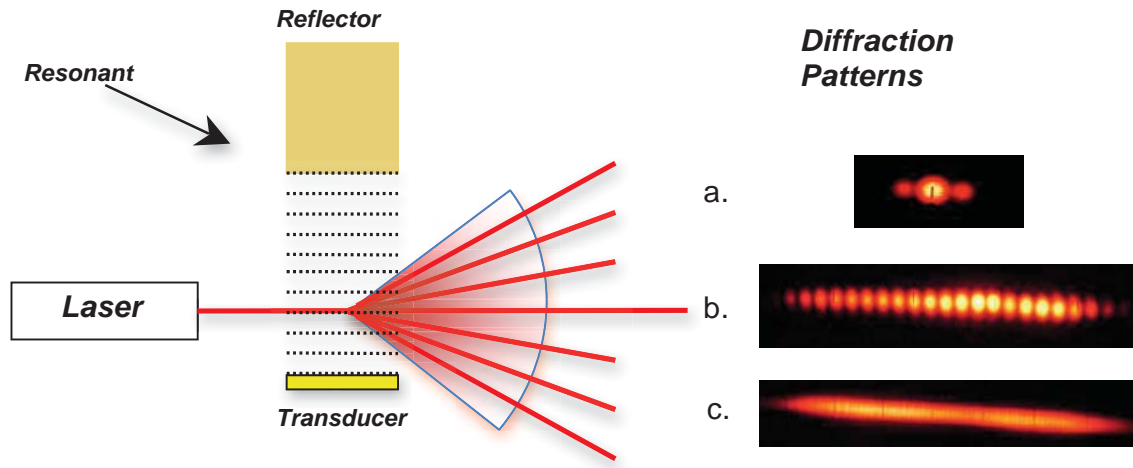 Reflector
Diffraction
Patterns
Resonant
a.
Laser
b.
c.
Transducer